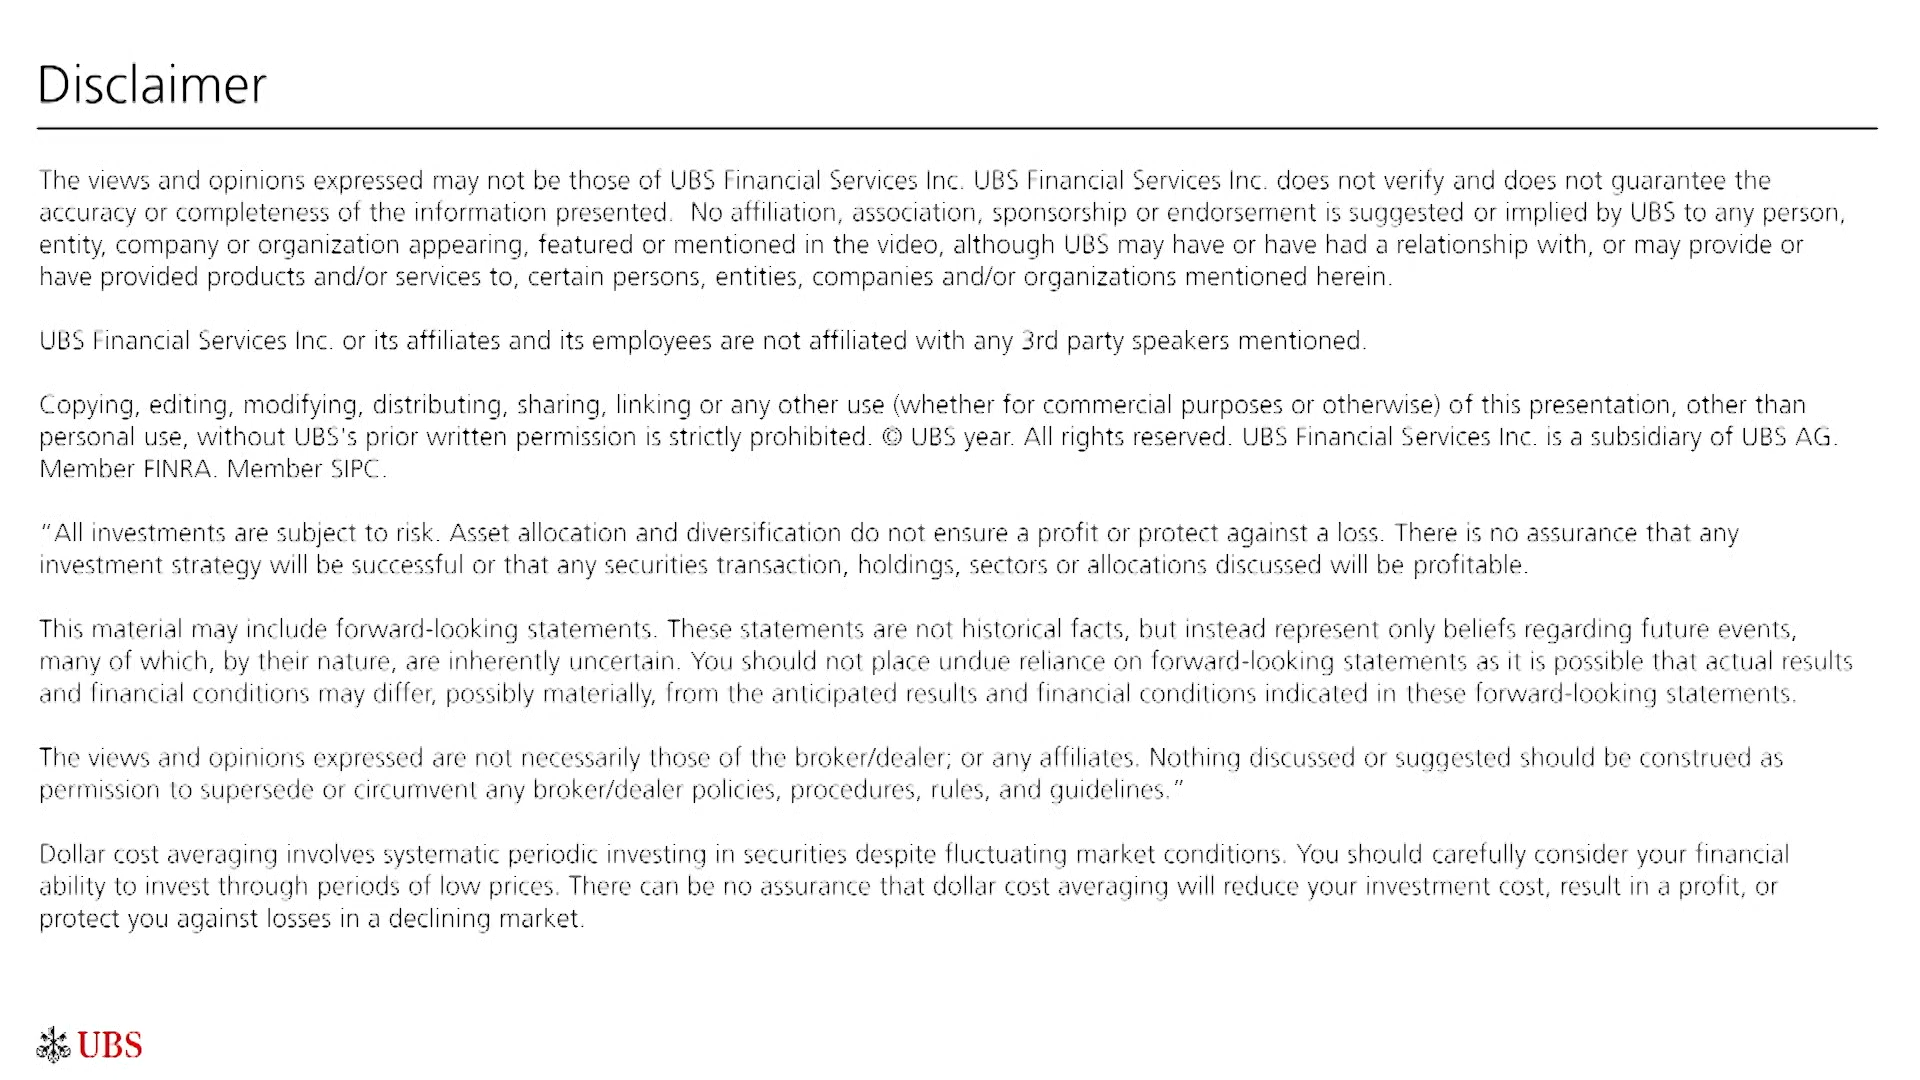 Disclaimer
The views and opinions expressed may not be those of UBS Financial Services Inc. UBS Financial Services Inc. does not verify and does not guarantee the
accuracy or completeness of the information presented.  No affiliation, association, sponsorship or endorsement is suggested or implied by UBS to any person,
entity, company or organization appearing, featured or mentioned in the video, although UBS may have or have had a relationship with, or may provide or
have provided products and/or services to, certain persons, entities, companies and/or organizations mentioned herein.
UBS Financial Services Inc. or its affiliates and its employees are not affiliated with any 3rd party speakers mentioned.
Copying, editing, modifying, distributing, sharing, linking or any other use (whether for commercial purposes or otherwise) of this presentation, other than
personal use, without UBS's prior written permission is strictly prohibited. © UBS year. All rights reserved. UBS Financial Services Inc. is a subsidiary of UBS AG.
Member FINRA. Member SIPC.
“All investments are subject to risk. Asset allocation and diversification do not ensure a profit or protect against a loss. There is no assurance that any
investment strategy will be successful or that any securities transaction, holdings, sectors or allocations discussed will be profitable.
This material may include forward-looking statements. These statements are not historical facts, but instead represent only beliefs regarding future events,
many of which, by their nature, are inherently uncertain. You should not place undue reliance on forward-looking statements as it is possible that actual results
and financial conditions may differ, possibly materially, from the anticipated results and financial conditions indicated in these forward-looking statements.
The views and opinions expressed are not necessarily those of the broker/dealer; or any affiliates. Nothing discussed or suggested should be construed as
permission to supersede or circumvent any broker/dealer policies, procedures, rules, and guidelines.”
Dollar cost averaging involves systematic periodic investing in securities despite fluctuating market conditions. You should carefully consider your financial
ability to invest through periods of low prices. There can be no assurance that dollar cost averaging will reduce your investment cost, result in a profit, or
protect you against losses in a declining market.
UBS